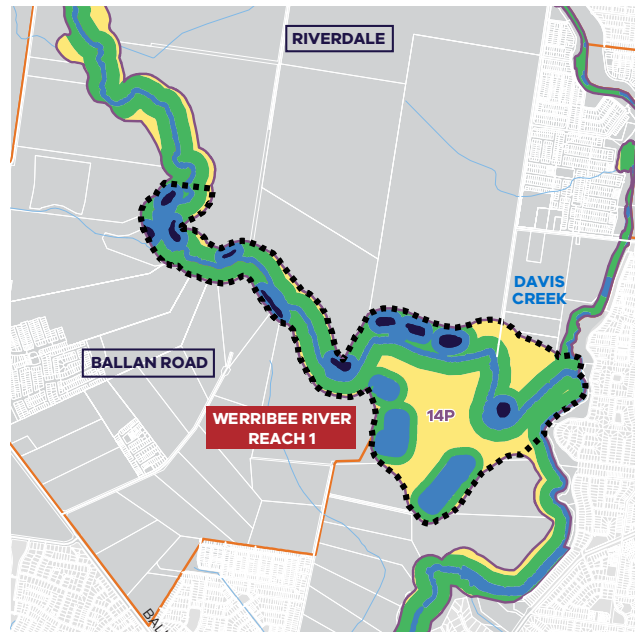 RIVERDALE
DAVIS
CREEK
BALLAN ROAD
WERRIBEE RIVER
REACH 1
14P